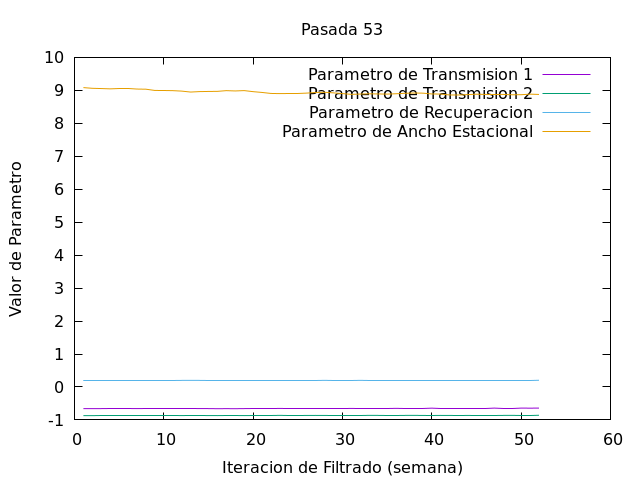 Pasada 53
10
9
8
7
6
5
4
3
2
1
0
-1
Valor de Parametro
Parametro de Transmision 1
Parametro de Transmision 2
Parametro de Recuperacion
Parametro de Ancho Estacional
0 10 20 30 40 50 60
Iteracion de Filtrado (semana)